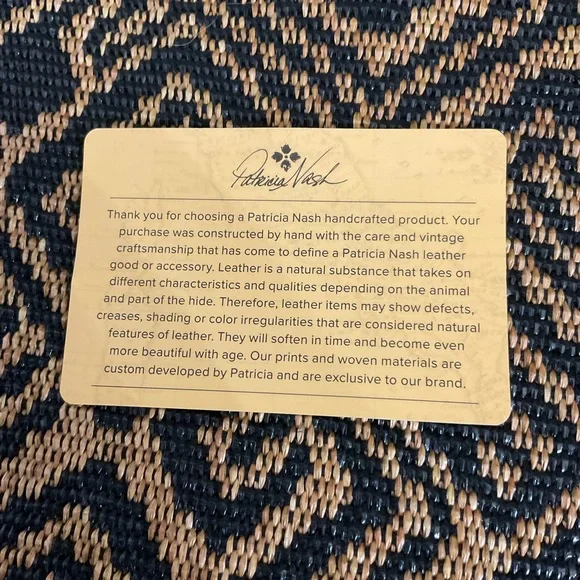 Patricia Nash
Thank you for choosing a Patricia Nash handcrafted product. Your
purchase was constructed by hand with the care and vintage
craftsmanship that has come to define a Patricia Nash leather
good or accessory. Leather is a natural substance that takes on
different characteristics and qualities depending on the animal
and part of the hide. Therefore, leather items may show defects,
creases, shading or color irregularities that are considered natural
features of leather. They will soften in time and become even
more beautiful with age. Our prints and woven materials are
custom developed by Patricia and are exclusive to our brand.